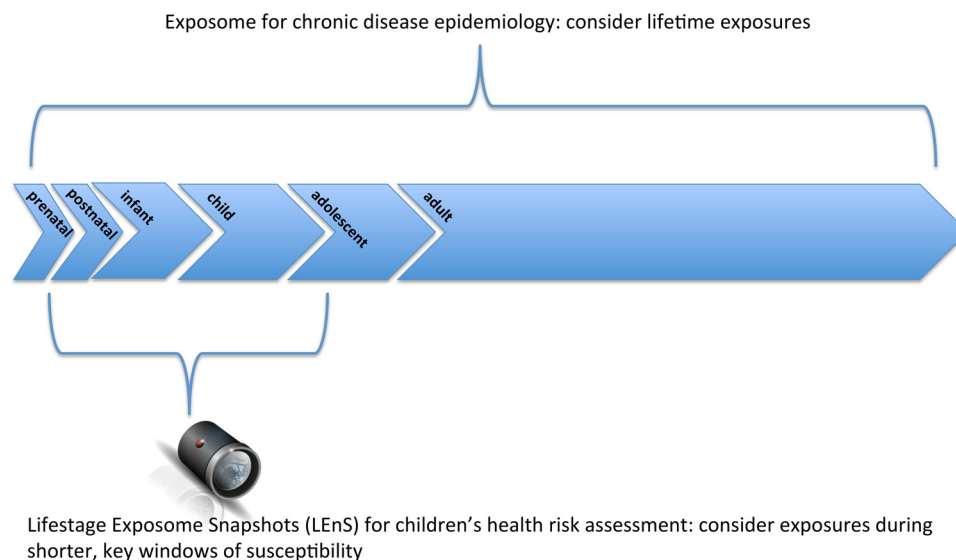 Exposome for chronic disease epidemiology: consider lifetime exposures
prenatal
postnatal
infant
child
adolescent
adult
Lifestage Exposome Snapshots (LEnS) for children’s health risk assessment: consider exposures during
shorter, key windows of susceptibility